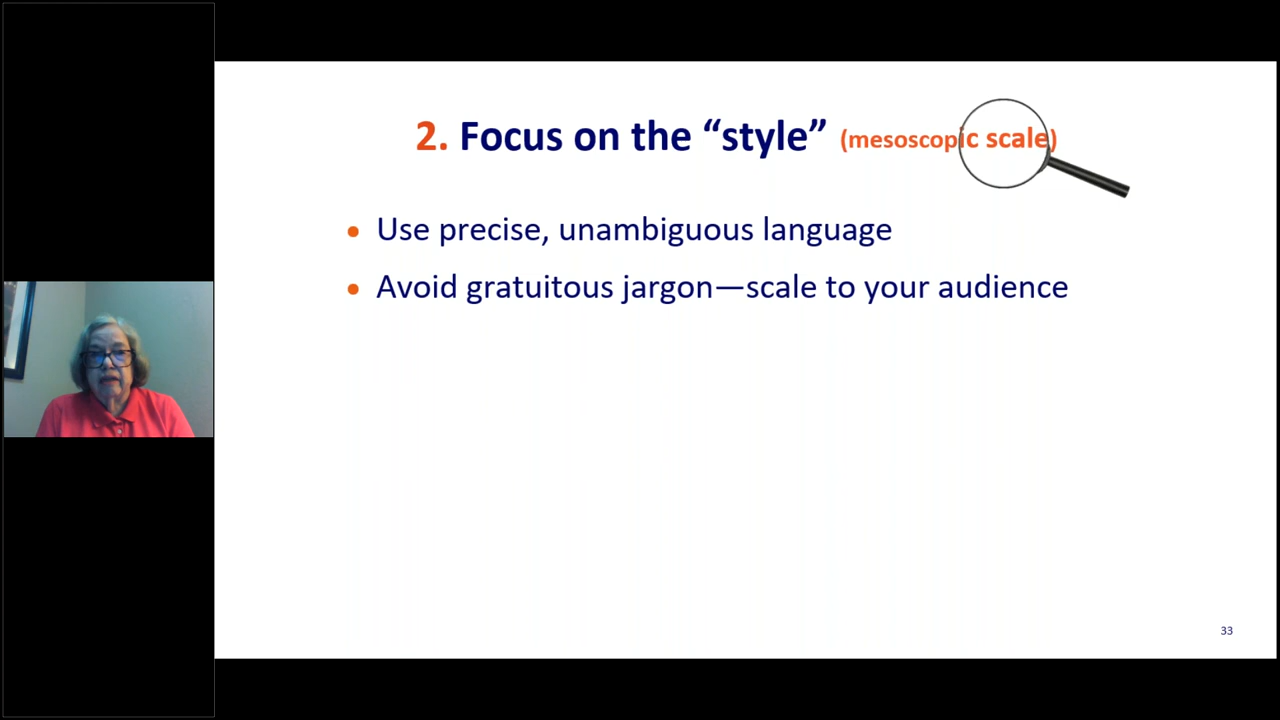 2. Focus on the “style” (mesoscopic scale)
• Use precise, unambiguous language
• Avoid gratuitous jargon—scale to your audience
33